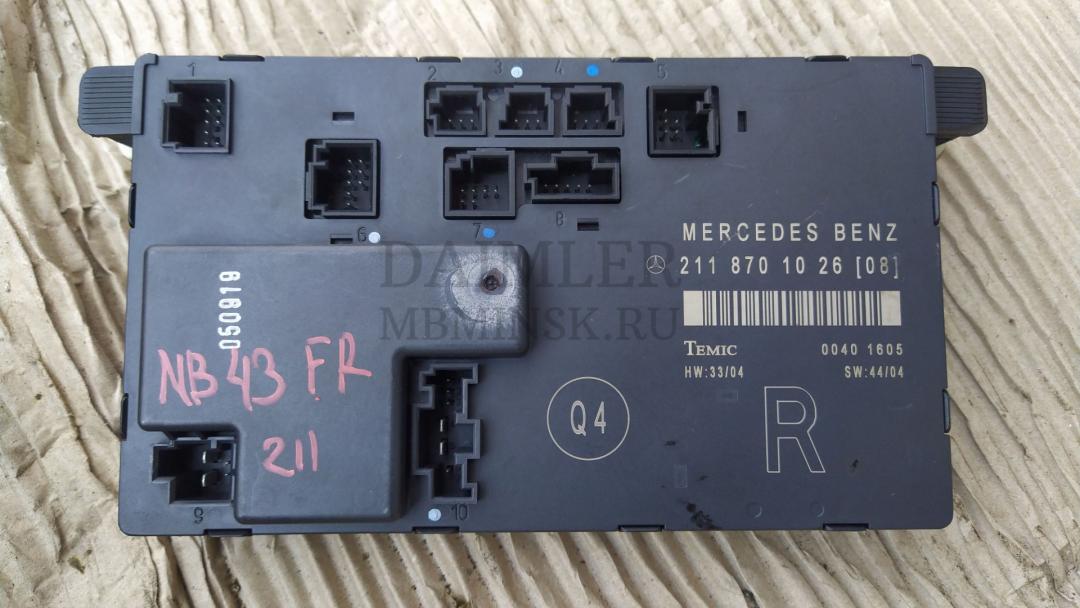 1
2
3
4
5
6
7
8
MERCEDES BENZ
211 870 10 26 [08]
TEMIC
0040 1605
HW:33/04
SW:44/04
Q4
R
NB 43 FR
211
9
10
DAIMLER
MBMINSK.RU